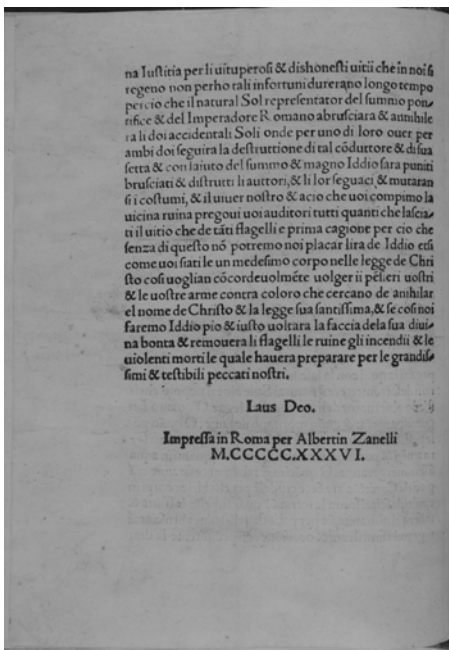 na Iuſtitia per li uituperoſi & dishoneſti uitii che in noi ſi
regeno non perho tali infortuni durerano longo tempo
percio che il natural Sol repreſentator del ſummo pon⸗
tifice & del Imperadore Romano abruſciara & annihile
ra li doi accidentali Soli onde per uno di loro ouer per
ambi doi ſeguira la deſtruttione di tal cōduttore & di ſua
ſetta & con laiuto del ſummo & magno Iddio ſara puniti
bruſciati & diſtrutti li auttori, & li lor ſeguaci & mutaran
ſi i coſtumi, & il uiuer noſtro & acio che uoi compimo la
uicina ruina pregoui uoi auditori tutti quanti che laſcia⸗
ti il uitio che de tāti flagelli e prima cagione per cio che
ſenza di queſto nō potremo noi placar lira de Iddio etſi
come uoi ſiati le un medeſimo corpo nelle legge de Chri
ſto coſi uoglian cōcordeuolmēte uolger ii pēſieri uoſtri
& le uoſtre arme contra coloro che cercano de anihilar
el nome de Chriſto & la legge ſua ſantiſſima, & ſe coſi noi
faremo Iddio pio & iuſto uoltara la faccia dela ſua diui⸗
na bonta & remouera li flagelli le ruine gli incendii & le
uiolenti morti le quale hauera preparare per le grandiſ⸗
ſimi & teſtibili peccati noſtri.
Laus Deo.
Impreſſa in Roma per Albertin Zanelli
M.CCCCC.XXXVI.